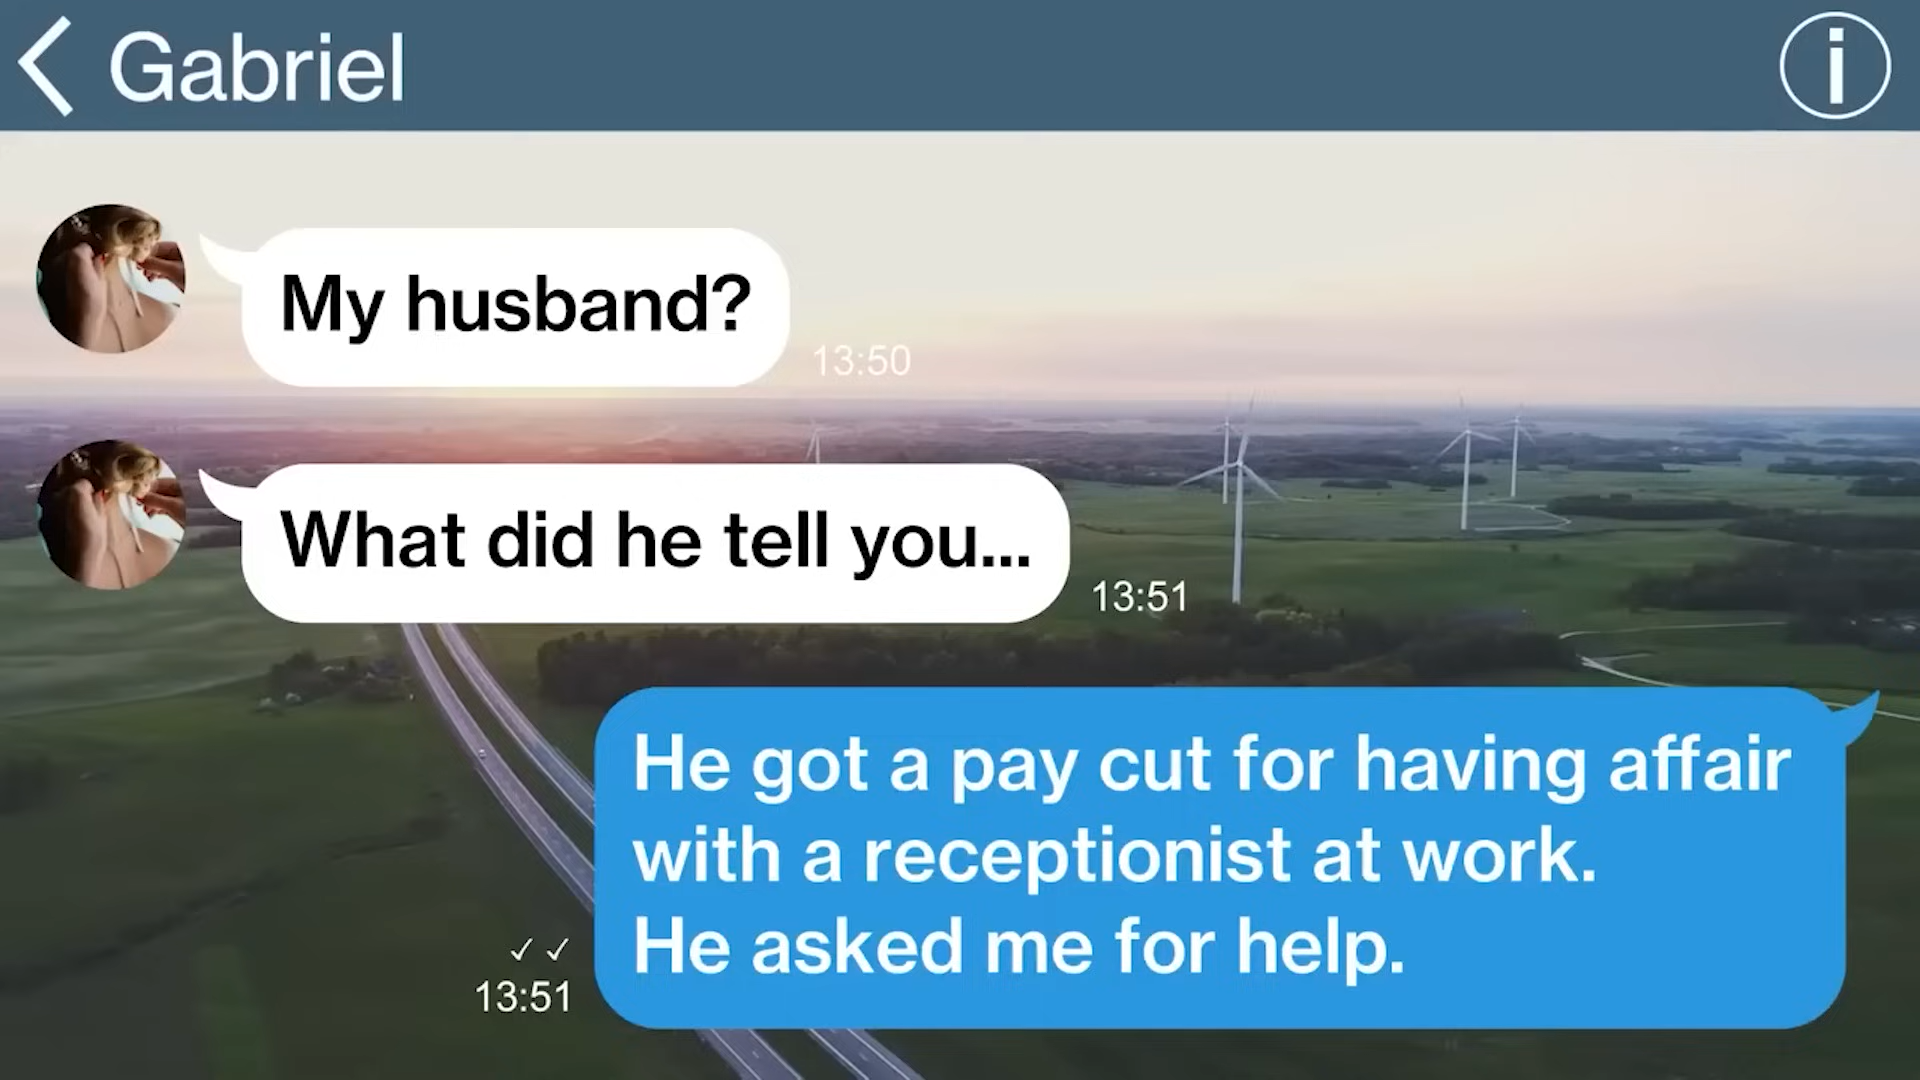 Gabriel
My husband?
13:50
What did he tell you...
13:51
He got a pay cut for having affair
with a receptionist at work.
He asked me for help.
13:51